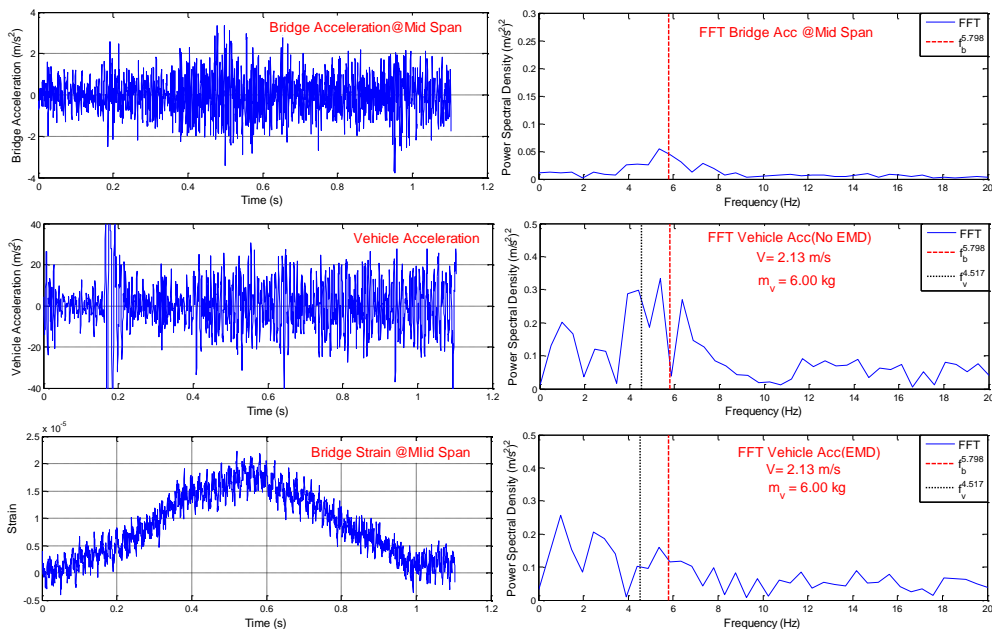 Bridge Acceleration@Mid Span
Bridge Acceleration (m/s²)
4
2
0
-2
-4
0 0.2 0.4 0.6 0.8 1 1.2
Time (s)
FFT Bridge Acc @Mid Span
FFT
f_b^5.798
Power Spectral Density (m/s²)²
0.3
0.25
0.2
0.15
0.1
0.05
0
0 2 4 6 8 10 12 14 16 18 20
Frequency (Hz)
Vehicle Acceleration
Vehicle Acceleration (m/s²)
40
20
0
-20
-40
0 0.2 0.4 0.6 0.8 1 1.2
Time (s)
FFT Vehicle Acc(No EMD)
V= 2.13 m/s
m_v = 6.00 kg
FFT
f_b^5.798
f_v^4.517
Power Spectral Density (m/s²)²
0.5
0.4
0.3
0.2
0.1
0
0 2 4 6 8 10 12 14 16 18 20
Frequency (Hz)
x 10^-5
Bridge Strain @MIid Span
Strain
2.5
2
1.5
1
0.5
0
-0.5
0 0.2 0.4 0.6 0.8 1 1.2
Time (s)
FFT Vehicle Acc(EMD)
V= 2.13 m/s
m_v = 6.00 kg
FFT
f_b^5.798
f_v^4.517
Power Spectral Density (m/s²)²
0.5
0.4
0.3
0.2
0.1
0
0 2 4 6 8 10 12 14 16 18 20
Frequency (Hz)